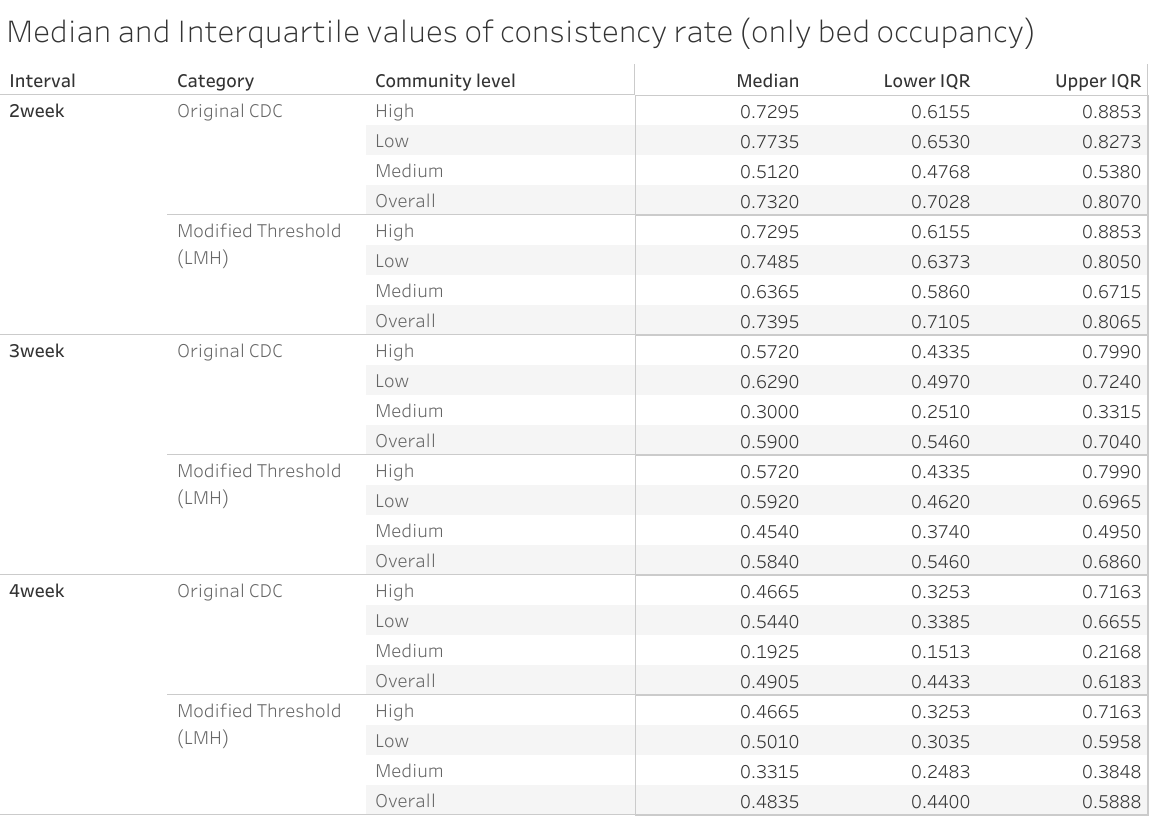 Median and Interquartile values of consistency rate (only bed occupancy)
Interval Category Community level Median Lower IQR Upper IQR
2week Original CDC High 0.7295 0.6155 0.8853
Low 0.7735 0.6530 0.8273
Medium 0.5120 0.4768 0.5380
Overall 0.7320 0.7028 0.8070
Modified Threshold High 0.7295 0.6155 0.8853
(LMH) Low 0.7485 0.6373 0.8050
Medium 0.6365 0.5860 0.6715
Overall 0.7395 0.7105 0.8065
3week Original CDC High 0.5720 0.4335 0.7990
Low 0.6290 0.4970 0.7240
Medium 0.3000 0.2510 0.3315
Overall 0.5900 0.5460 0.7040
Modified Threshold High 0.5720 0.4335 0.7990
(LMH) Low 0.5920 0.4620 0.6965
Medium 0.4540 0.3740 0.4950
Overall 0.5840 0.5460 0.6860
4week Original CDC High 0.4665 0.3253 0.7163
Low 0.5440 0.3385 0.6655
Medium 0.1925 0.1513 0.2168
Overall 0.4905 0.4433 0.6183
Modified Threshold High 0.4665 0.3253 0.7163
(LMH) Low 0.5010 0.3035 0.5958
Medium 0.3315 0.2483 0.3848
Overall 0.4835 0.4400 0.5888